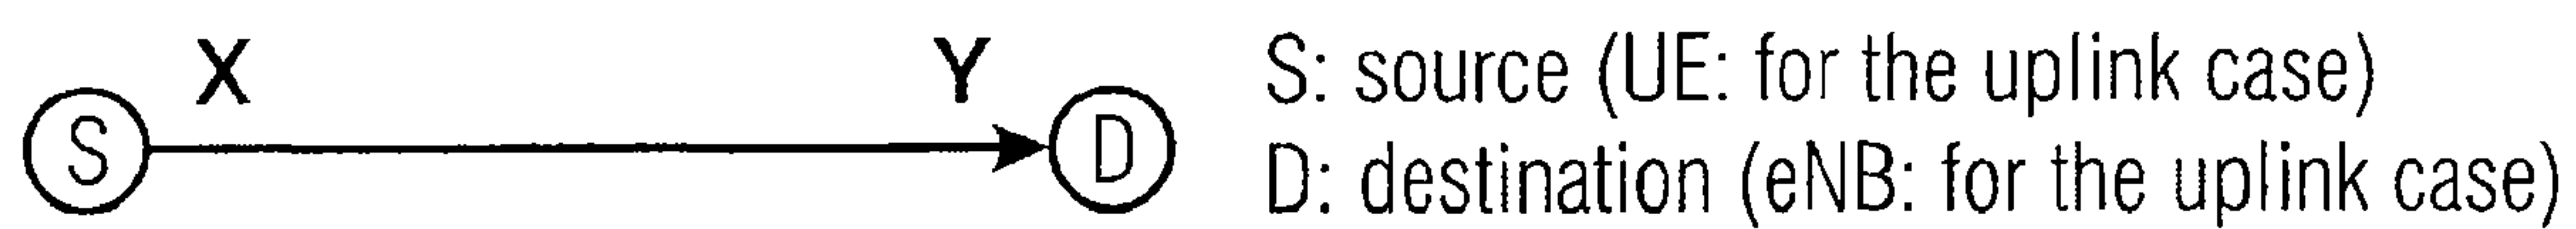 X Y
S D
S: source (UE: for the uplink case)
D: destination (eNB: for the uplink case)